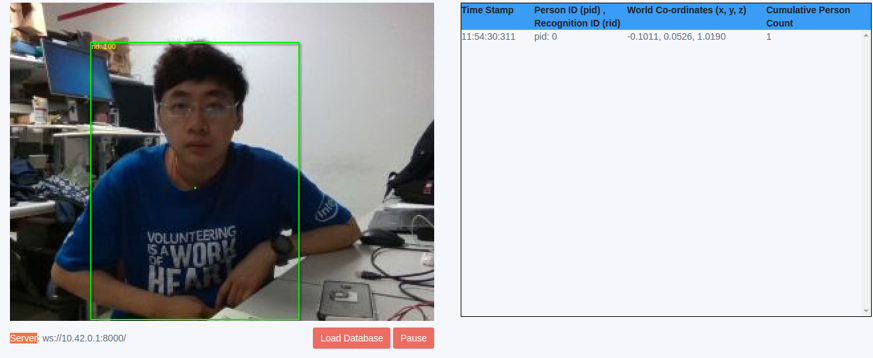 rid:-100
Time Stamp
Person ID (pid) ,
Recognition ID (rid)
World Co-ordinates (x, y, z)
Cumulative Person
Count
11:54:30:311
pid: 0
-0.1011, 0.0526, 1.0190
1
intel
VOLUNTEERING
IS A WORK
OF
HEART
Server: ws://10.42.0.1:8000/
Load Database
Pause